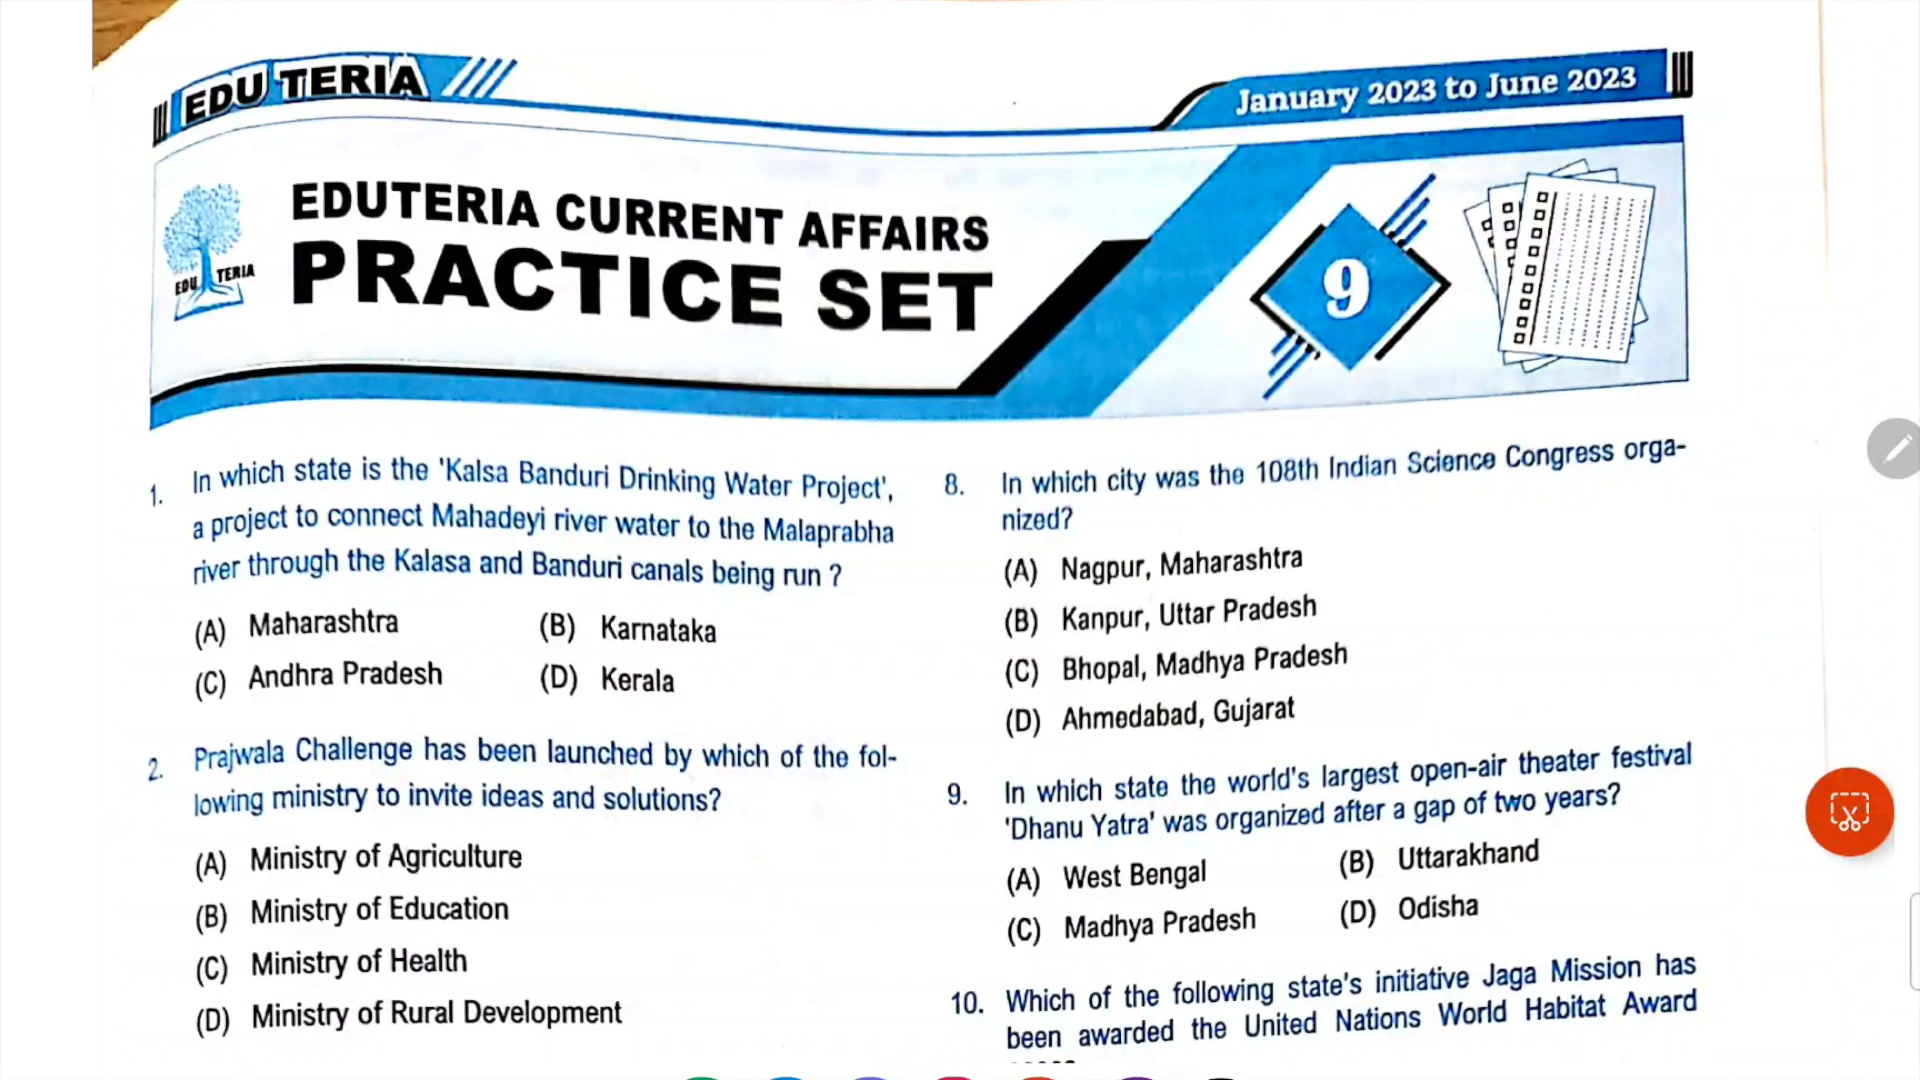 EDU TERIA
January 2023 to June 2023
EDU TERIA
EDUTERIA CURRENT AFFAIRS
PRACTICE SET
9
1. In which state is the 'Kalsa Banduri Drinking Water Project',
a project to connect Mahadeyi river water to the Malaprabha
river through the Kalasa and Banduri canals being run ?
(A) Maharashtra (B) Karnataka
(C) Andhra Pradesh (D) Kerala
2. Prajwala Challenge has been launched by which of the fol-
lowing ministry to invite ideas and solutions?
(A) Ministry of Agriculture
(B) Ministry of Education
(C) Ministry of Health
(D) Ministry of Rural Development
8. In which city was the 108th Indian Science Congress orga-
nized?
(A) Nagpur, Maharashtra
(B) Kanpur, Uttar Pradesh
(C) Bhopal, Madhya Pradesh
(D) Ahmedabad, Gujarat
9. In which state the world's largest open-air theater festival
'Dhanu Yatra' was organized after a gap of two years?
(A) West Bengal (B) Uttarakhand
(C) Madhya Pradesh (D) Odisha
10. Which of the following state's initiative Jaga Mission has
been awarded the United Nations World Habitat Award